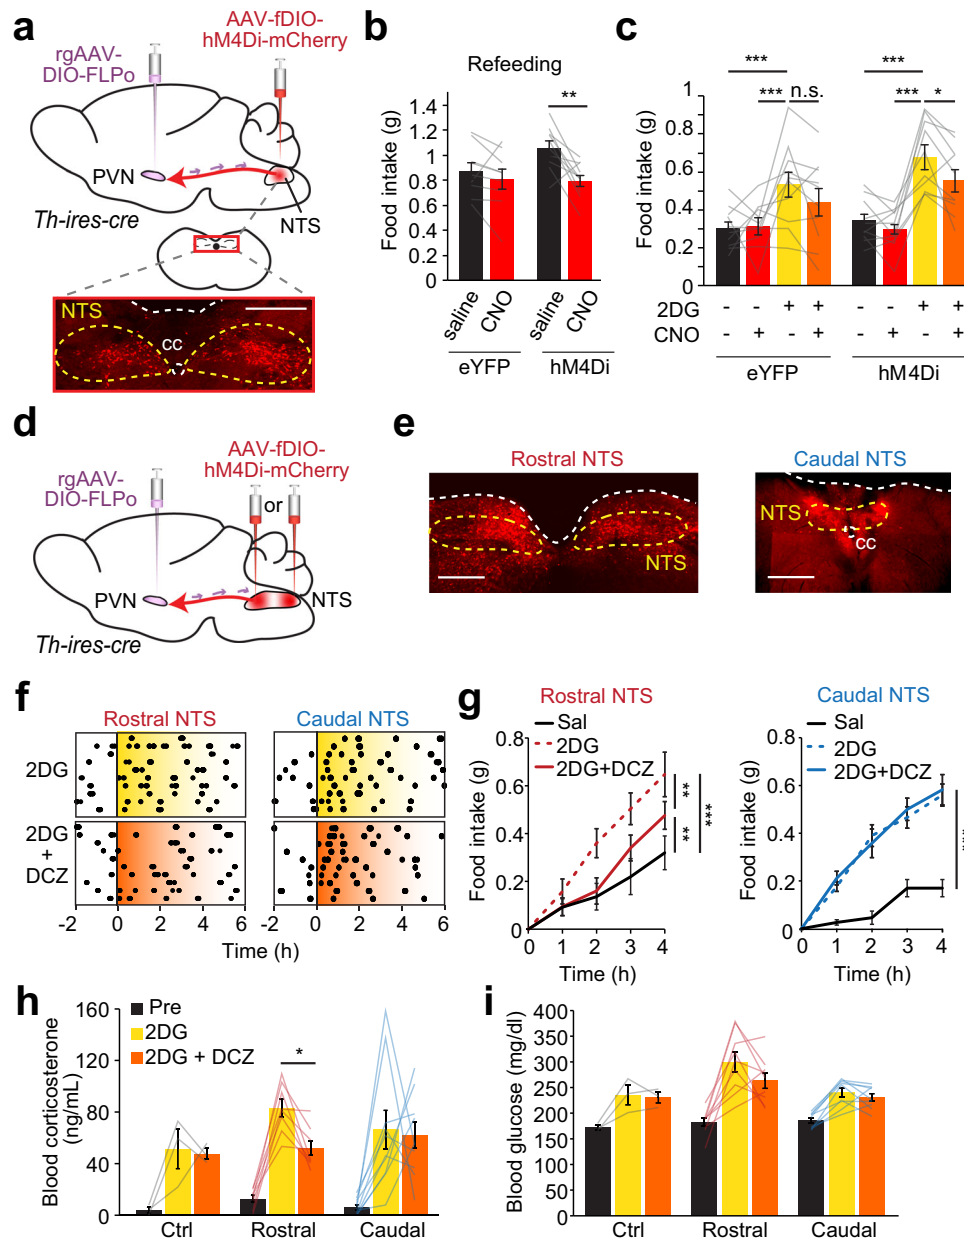 a
rgAAV-
DIO-FLPo
AAV-fDIO-
hM4Di-mCherry
PVN
NTS
Th-ires-cre
NTS
cc
b
Refeeding
Food intake (g)
1.4
1.2
1
0.8
0.6
0.4
0.2
0
**
saline
CNO
saline
CNO
eYFP
hM4Di
c
Food intake (g)
1
0.8
0.6
0.4
0.2
0
***
*** n.s.
***
*** *
2DG - - + + - - + +
CNO - + - + - + - +
eYFP
hM4Di
d
rgAAV-
DIO-FLPo
AAV-fDIO-
hM4Di-mCherry
or
PVN
NTS
Th-ires-cre
e
Rostral NTS
NTS
Caudal NTS
NTS
cc
f
Rostral NTS
Caudal NTS
2DG
2DG
+
DCZ
-2 0 2 4 6
-2 0 2 4 6
Time (h)
g
Rostral NTS
Sal
2DG
2DG+DCZ
Food intake (g)
0.8
0.6
0.4
0.2
0
0 1 2 3 4
Time (h)
**
**
***
Caudal NTS
Sal
2DG
2DG+DCZ
Food intake (g)
0.8
0.6
0.4
0.2
0
0 1 2 3 4
Time (h)
***
h
Blood corticosterone
(ng/mL)
160
120
80
40
0
Pre
2DG
2DG + DCZ
*
Ctrl
Rostral
Caudal
i
Blood glucose (mg/dl)
400
350
300
250
200
150
100
50
0
Ctrl
Rostral
Caudal